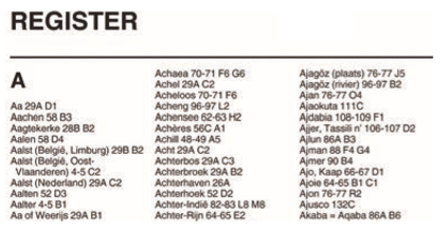 REGISTER
A
Aa 29A D1
Aachen 58 B3
Aagtekerke 28B B2
Aalen 58 D4
Aalst (België, Limburg) 29B B2
Aalst (België, Oost-
Vlaanderen) 4-5 C2
Aalst (Nederland) 29A C2
Aalten 52 D3
Aalter 4-5 B1
Aa of Weerijs 29A B1
Achaea 70-71 F6 G6
Achel 29A C2
Acheloos 70-71 F6
Acheng 96-97 L2
Achensee 62-63 H2
Achères 56C A1
Achill 48-49 A5
Acht 29A C2
Achterbos 29A C3
Achterbroek 29A B2
Achterhaven 26A
Achterhoek 52 D2
Achter-Indië 82-83 L8 M8
Achter-Rijn 64-65 E2
Ajagöz (plaats) 76-77 J5
Ajagöz (rivier) 96-97 B2
Ajan 76-77 O4
Ajaokuta 111C
Ajdabia 108-109 F1
Ajjer, Tassili n' 106-107 D2
Ajlun 86A B3
Ajman 88 F4 G4
Ajmer 90 B4
Ajo, Kaap 66-67 D1
Ajoie 64-65 B1 C1
Ajon 76-77 R2
Ajusco 132C
Akaba = Aqaba 86A B6